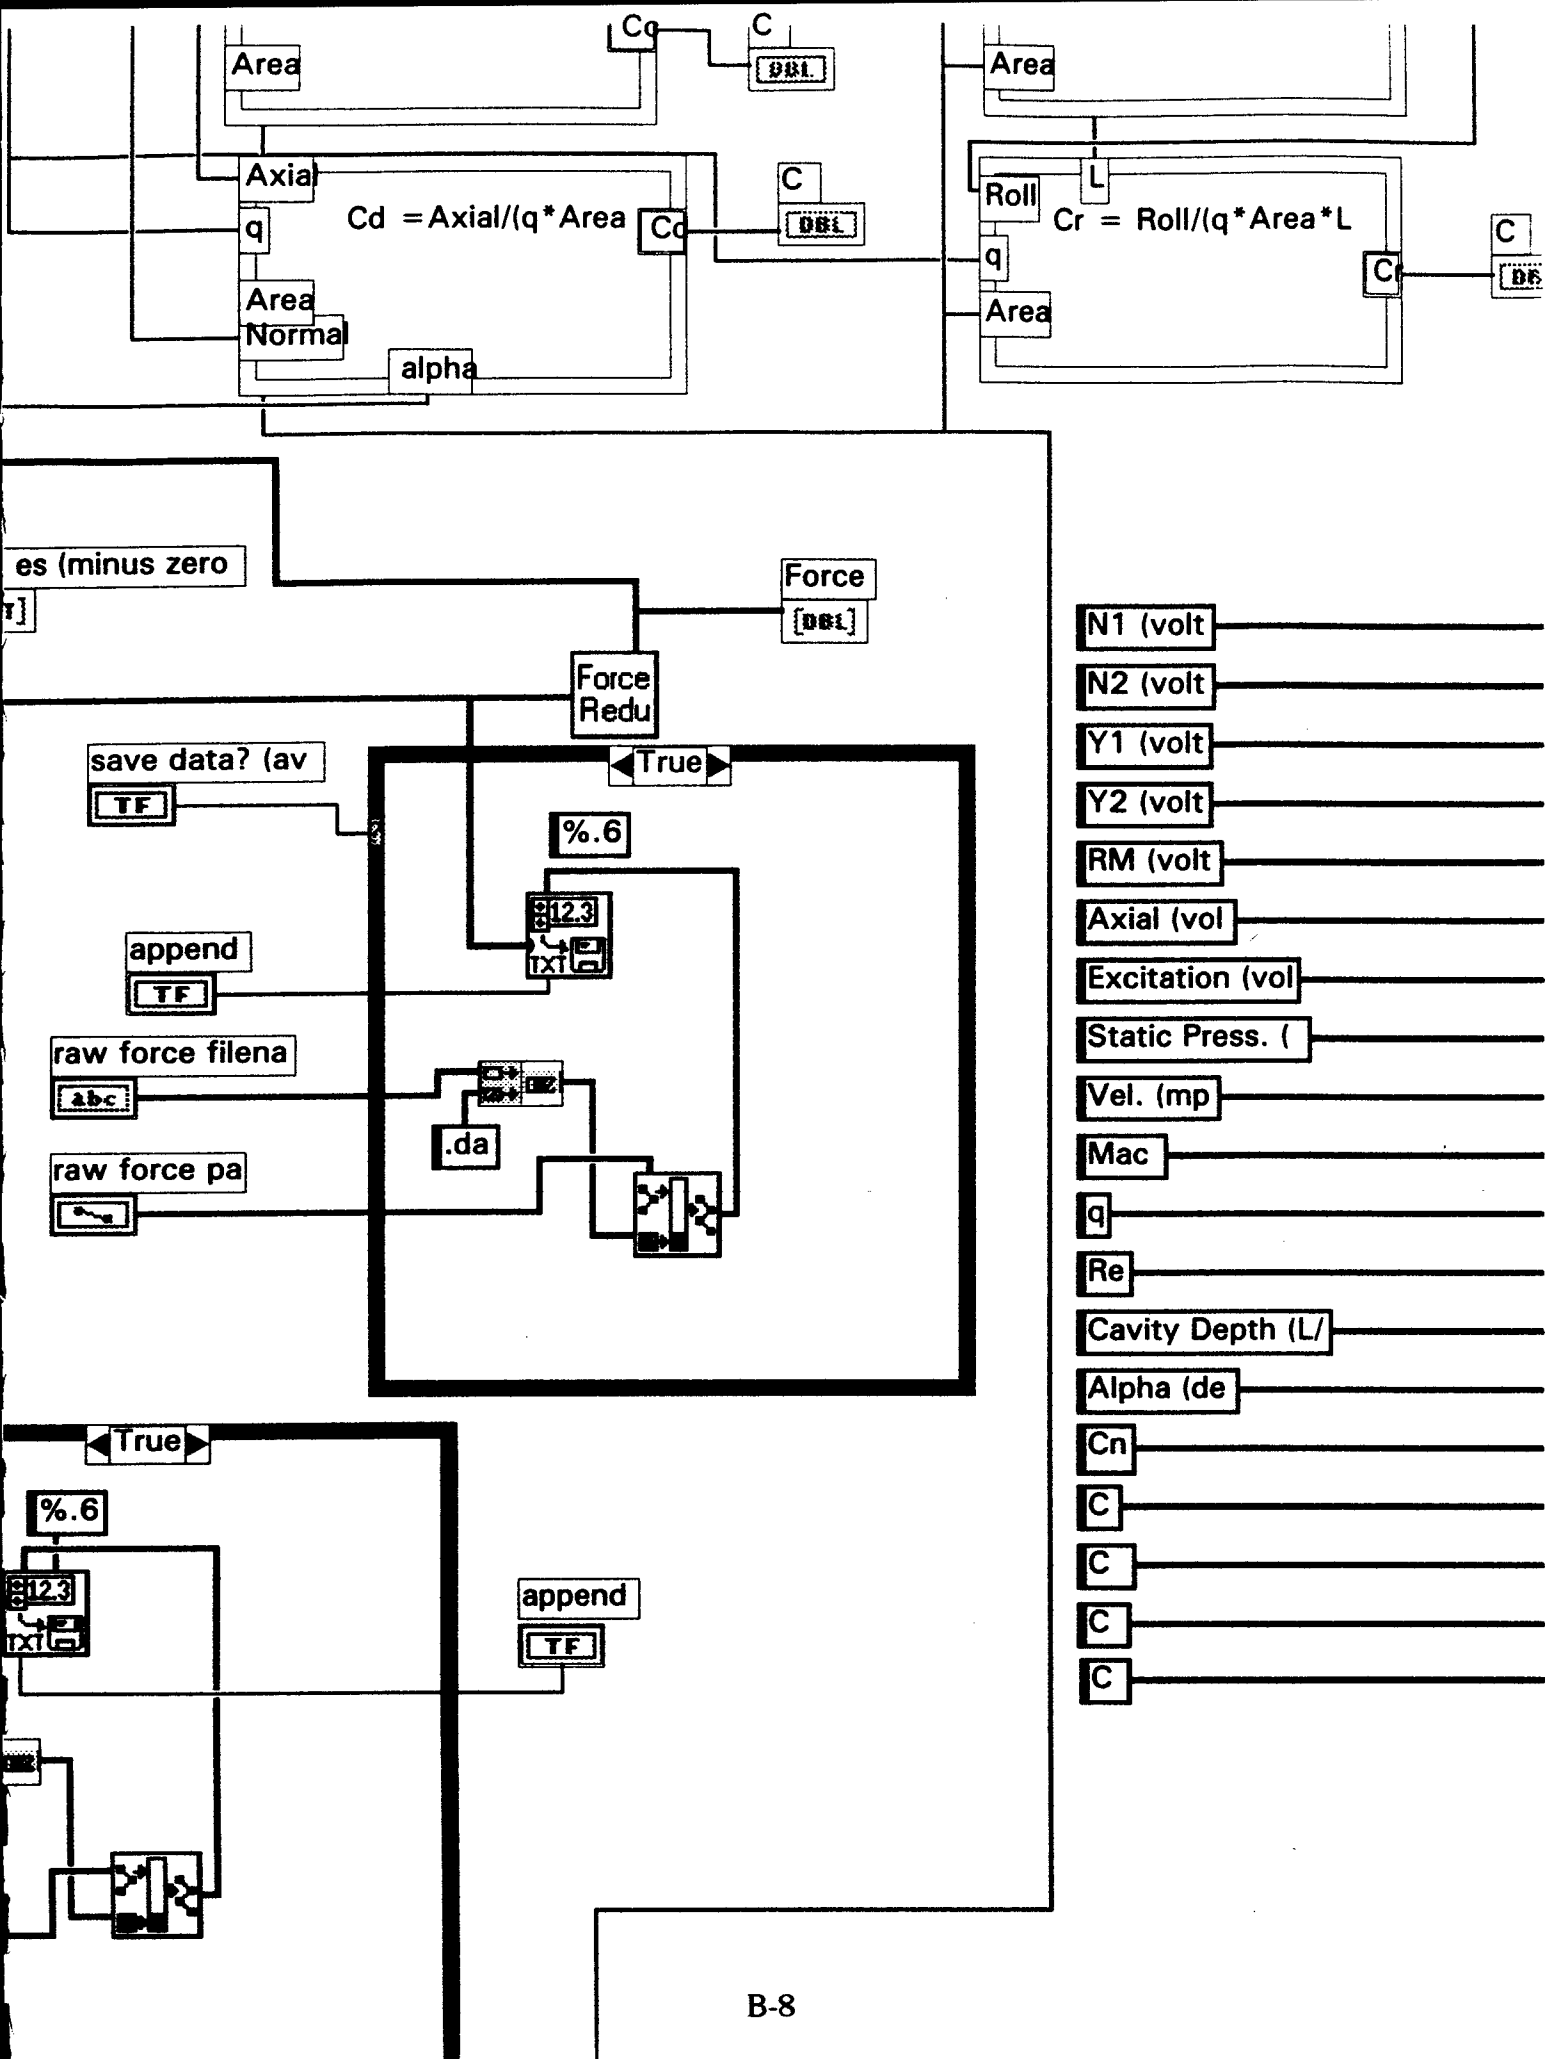 Area
C
DBL
Area
Axial
q
Area
Normal
alpha
Cd =Axial/(q*Area
C
DBL
Roll
L
q
Area
Cr = Roll/(q*Area*L
C
es (minus zero
Force
[DBL]
Force
Redu
save data? (av
TF
True
%.6
12.3
TXT
append
TF
raw force filena
abc
.da
raw force pa
N1 (volt
N2 (volt
Y1 (volt
Y2 (volt
RM (volt
Axial (vol
Excitation (vol
Static Press. (
Vel. (mp
Mac
q
Re
Cavity Depth (L/
Alpha (de
Cn
C
C
C
C
True
%.6
12.3
TXT
append
TF
B-8